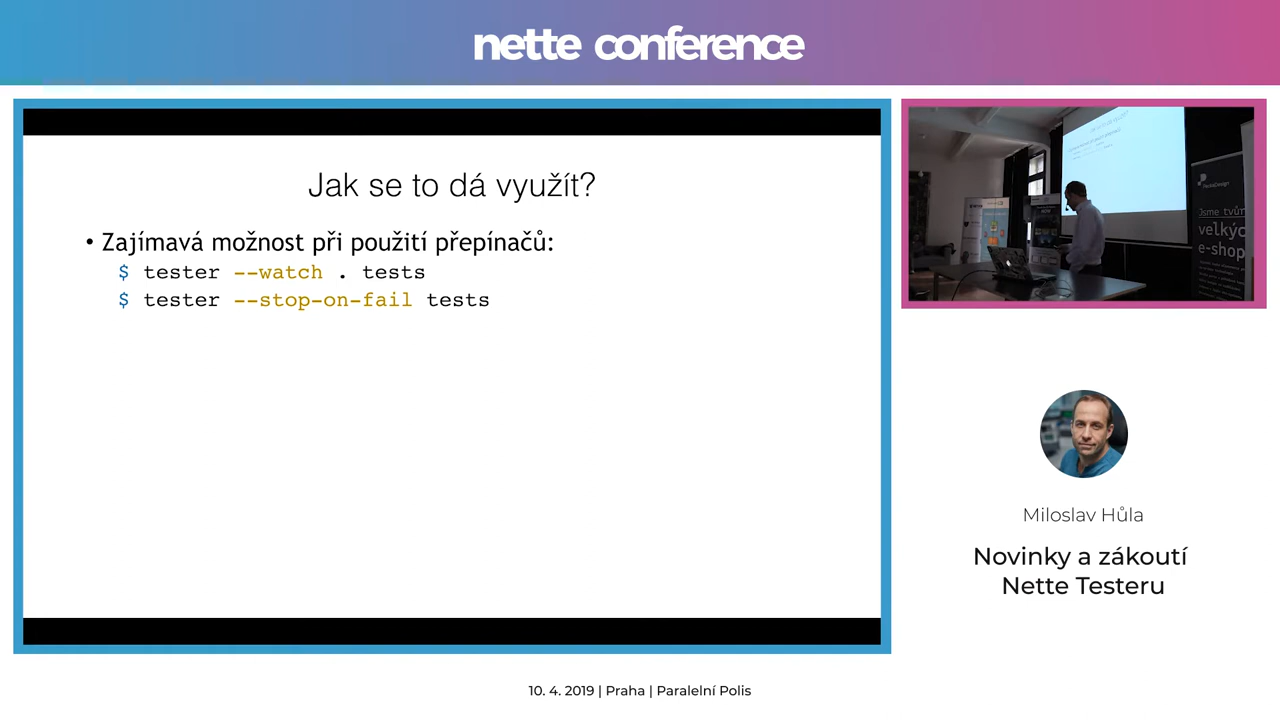 nette conference
Jak se to dá využít?
• Zajímavá možnost při použití přepínačů:
$ tester --watch . tests
$ tester --stop-on-fail tests
Jsme tvůr
velkýc
e-shop
Miloslav Hůla
Novinky a zákoutí
Nette Testeru
10. 4. 2019 | Praha | Paralelní Polis